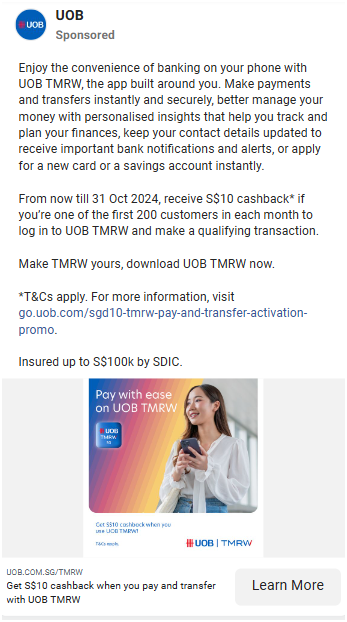 UOB
UOB
Sponsored
Enjoy the convenience of banking on your phone with
UOB TMRW, the app built around you. Make payments
and transfers instantly and securely, better manage your
money with personalised insights that help you track and
plan your finances, keep your contact details updated to
receive important bank notifications and alerts, or apply
for a new card or a savings account instantly.
From now till 31 Oct 2024, receive S$10 cashback* if
you’re one of the first 200 customers in each month to
log in to UOB TMRW and make a qualifying transaction.
Make TMRW yours, download UOB TMRW now.
*T&Cs apply. For more information, visit
go.uob.com/sgd10-tmrw-pay-and-transfer-activation-
promo.
Insured up to S$100k by SDIC.
Pay with ease
on UOB TMRW
UOB
TMRW
Get S$10 cashback when you
use UOB TMRW!
T&Cs apply.
UOB | TMRW
UOB.COM.SG/TMRW
Get S$10 cashback when you pay and transfer
with UOB TMRW
Learn More